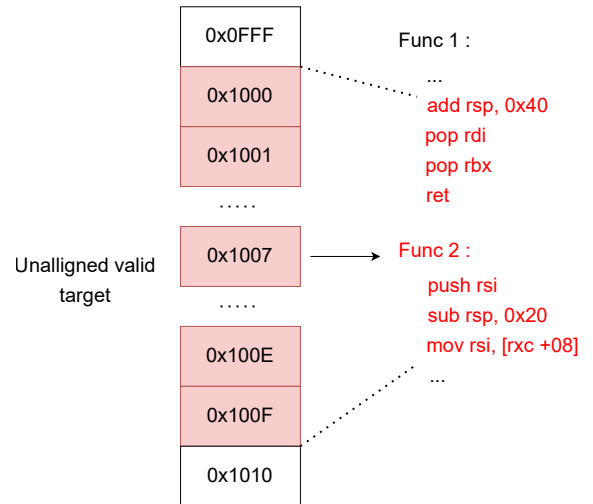 0x0FFF
0x1000
0x1001
.....
0x1007
.....
0x100E
0x100F
0x1010
Unalligned valid
target
Func 1 :
...
add rsp, 0x40
pop rdi
pop rbx
ret
Func 2 :
push rsi
sub rsp, 0x20
mov rsi, [rxc +08]
...